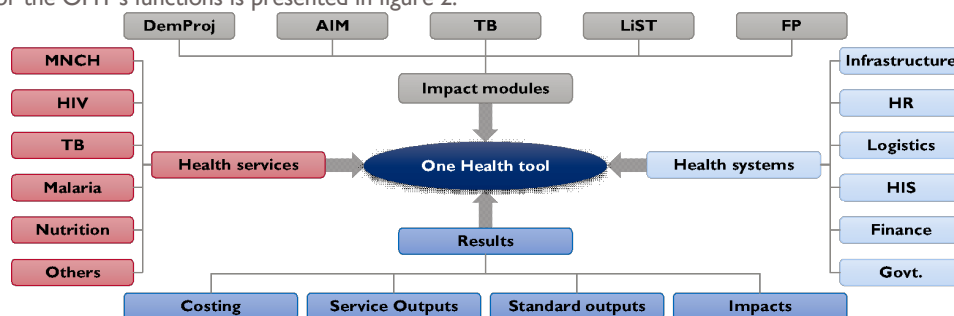 of the OHT's functions is presented in figure 2.
DemProj
AIM
TB
LiST
FP
MNCH
HIV
TB
Malaria
Nutrition
Others
Impact modules
Health services
One Health tool
Health systems
Infrastructure
HR
Logistics
HIS
Finance
Govt.
Results
Costing
Service Outputs
Standard outputs
Impacts